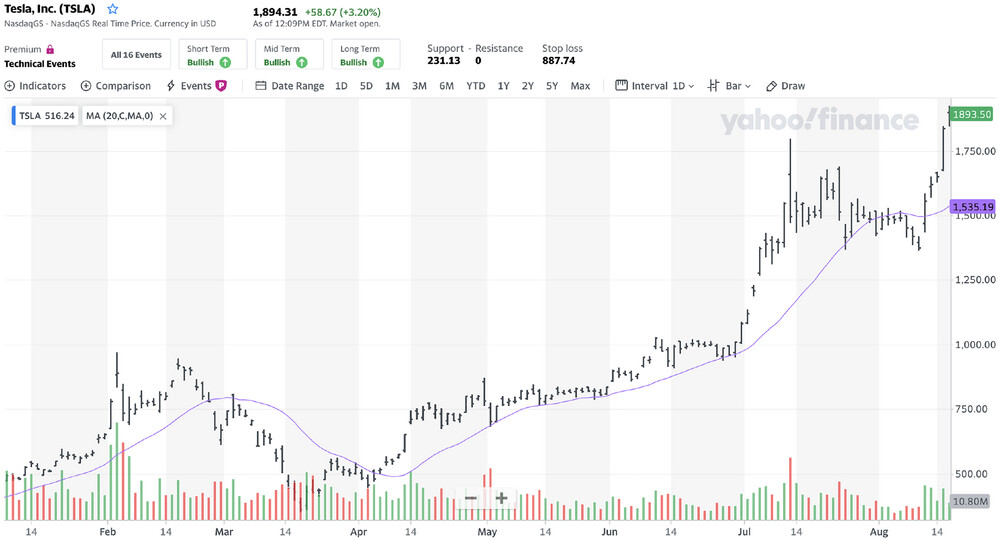 Tesla, Inc. (TSLA)
NasdaqGS - NasdaqGS Real Time Price. Currency in USD
1,894.31 +58.67 (+3.20%)
As of 12:09PM EDT. Market open.
Premium
Technical Events
All 16 Events
Short Term
Bullish
Mid Term
Bullish
Long Term
Bullish
Support - Resistance
231.13 0
Stop loss
887.74
Indicators Comparison Events P Date Range 1D 5D 1M 3M 6M YTD 1Y 2Y 5Y Max Interval 1D Bar Draw
TSLA 516.24 MA (20,C,MA,0)
yahoo!finance
1893.50
1,750.00
1,535.19
1,500.00
1,250.00
1,000.00
750.00
500.00
10.80M
14 Feb 14 Mar 14 Apr 14 May 14 Jun 14 Jul 14 Aug 14